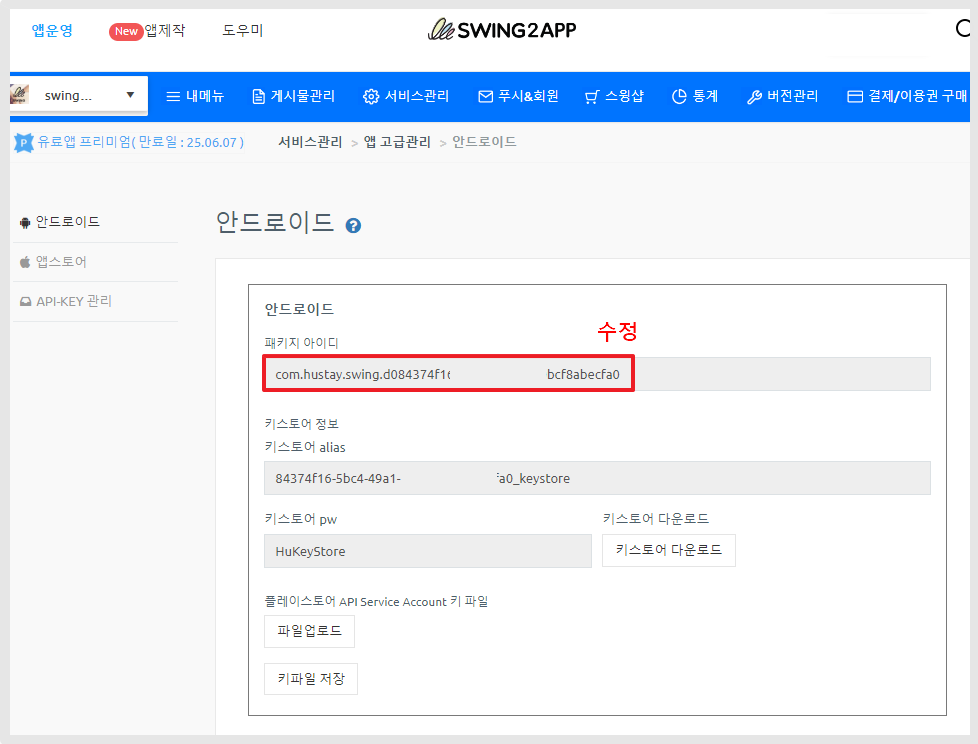 앱운영 New 앱제작 도우미 SWING2APP
swing... 내메뉴 게시물관리 서비스관리 푸시&회원 스윙샵 통계 버전관리 결제/이용권 구매
P 유료앱 프리미엄( 만료일 : 25.06.07 ) 서비스관리 > 앱 고급관리 > 안드로이드
안드로이드
앱스토어
API-KEY 관리
안드로이드 ?
안드로이드
수정
패키지 아이디
com.hustay.swing.d084374f16 bcf8abecfa0
키스토어 정보
키스토어 alias
84374f16-5bc4-49a1- fa0_keystore
키스토어 pw 키스토어 다운로드
HuKeyStore 키스토어 다운로드
플레이스토어 API Service Account 키 파일
파일업로드
키파일 저장